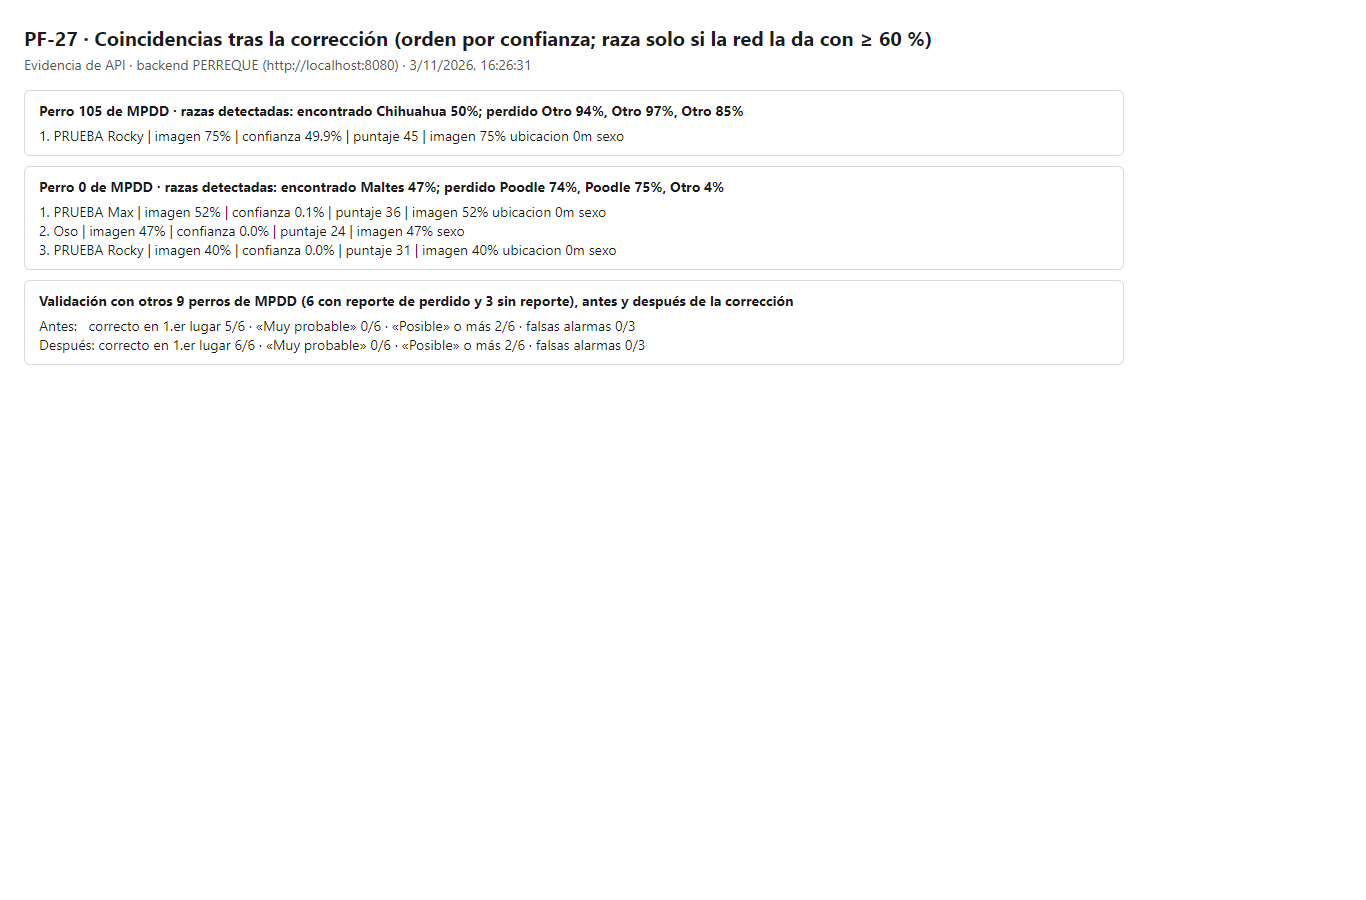 PF-27 · Coincidencias tras la corrección (orden por confianza; raza solo si la red la da con ≥ 60 %)
Evidencia de API · backend PERREQUE (http://localhost:8080) · 3/11/2026, 16:26:31
Perro 105 de MPDD · razas detectadas: encontrado Chihuahua 50%; perdido Otro 94%, Otro 97%, Otro 85%
1. PRUEBA Rocky | imagen 75% | confianza 49.9% | puntaje 45 | imagen 75% ubicacion 0m sexo
Perro 0 de MPDD · razas detectadas: encontrado Maltes 47%; perdido Poodle 74%, Poodle 75%, Otro 4%
1. PRUEBA Max | imagen 52% | confianza 0.1% | puntaje 36 | imagen 52% ubicacion 0m sexo
2. Oso | imagen 47% | confianza 0.0% | puntaje 24 | imagen 47% sexo
3. PRUEBA Rocky | imagen 40% | confianza 0.0% | puntaje 31 | imagen 40% ubicacion 0m sexo
Validación con otros 9 perros de MPDD (6 con reporte de perdido y 3 sin reporte), antes y después de la corrección
Antes:   correcto en 1.er lugar 5/6 · «Muy probable» 0/6 · «Posible» o más 2/6 · falsas alarmas 0/3
Después: correcto en 1.er lugar 6/6 · «Muy probable» 0/6 · «Posible» o más 2/6 · falsas alarmas 0/3